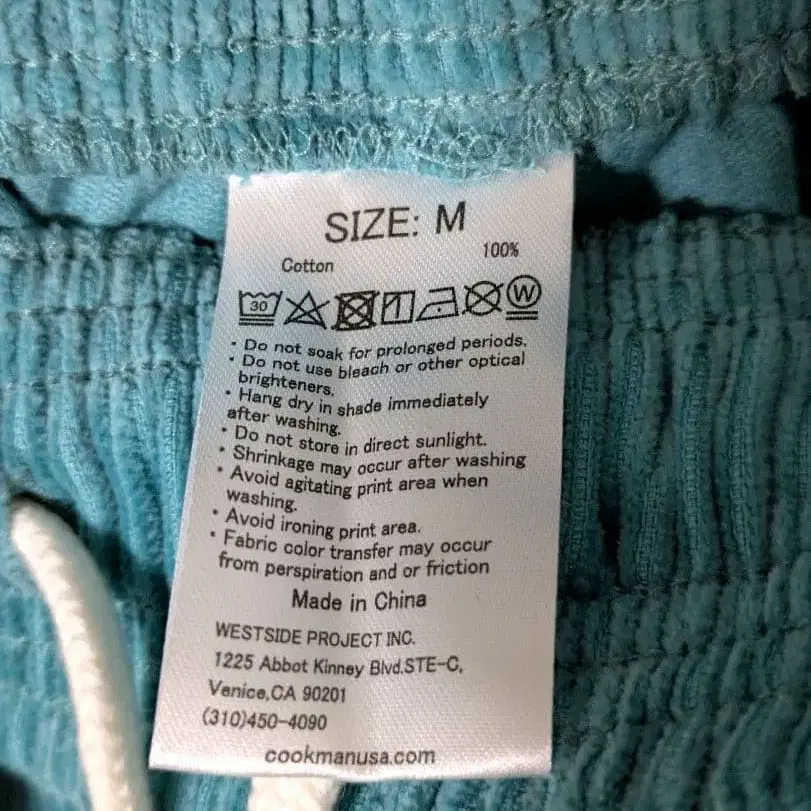 SIZE: M
Cotton 100%
30 W
· Do not soak for prolonged periods.
· Do not use bleach or other optical
brighteners.
· Hang dry in shade immediately
after washing.
· Do not store in direct sunlight.
· Shrinkage may occur after washing
· Avoid agitating print area when
washing.
· Avoid ironing print area.
· Fabric color transfer may occur
from perspiration and or friction
Made in China
WESTSIDE PROJECT INC.
1225 Abbot Kinney Blvd.STE-C,
Venice,CA 90201
(310)450-4090
cookmanusa.com